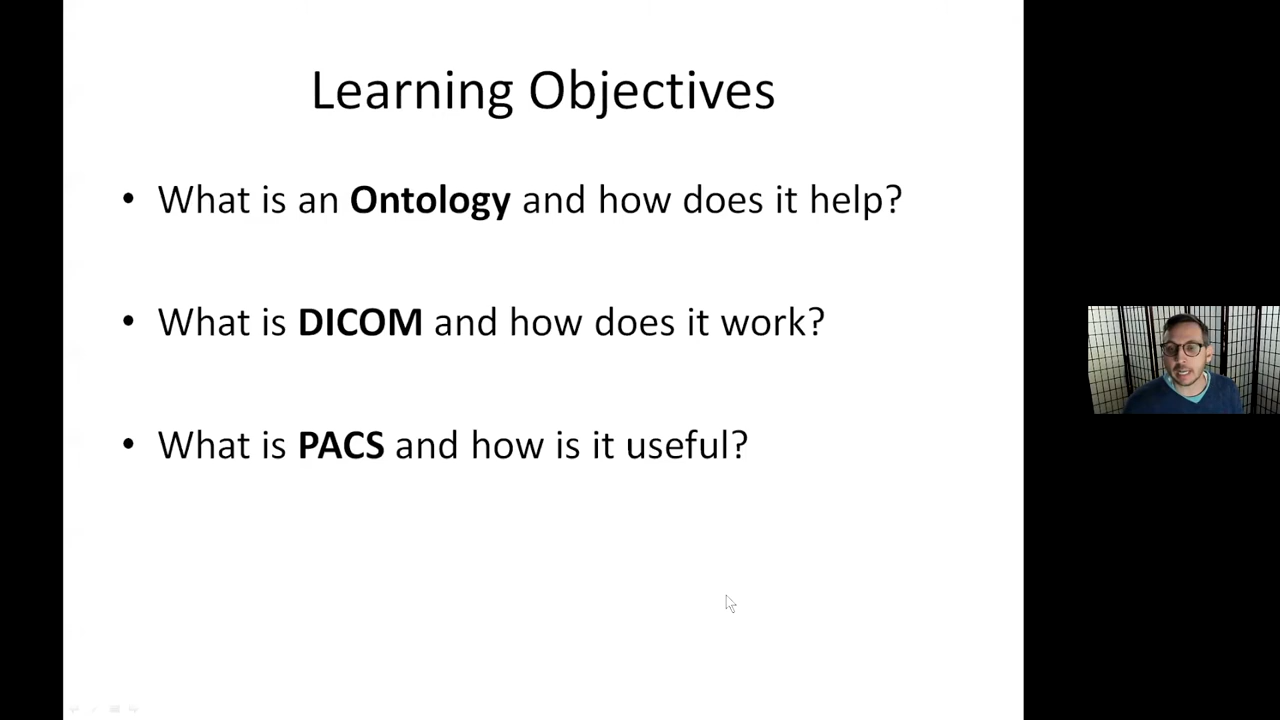 Learning Objectives
• What is an Ontology and how does it help?
• What is DICOM and how does it work?
• What is PACS and how is it useful?